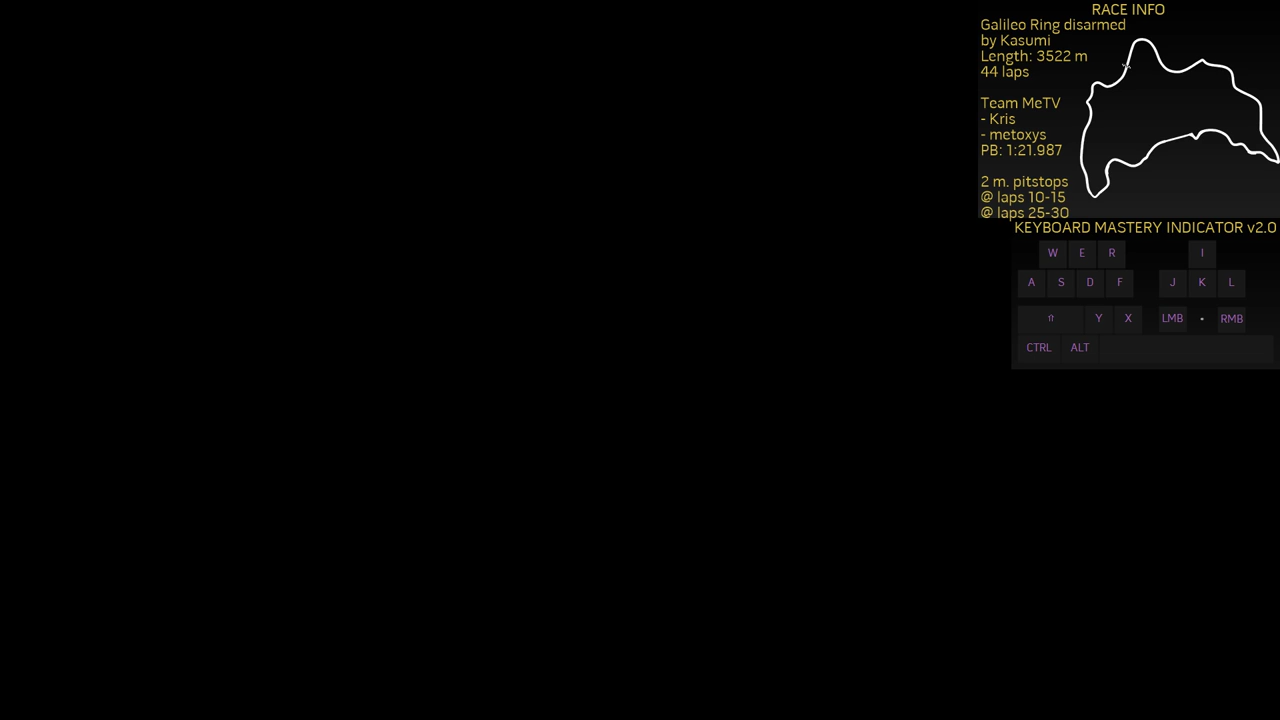 RACE INFO
Galileo Ring disarmed
by Kasumi
Length: 3522 m
44 laps
Team MeTV
- Kris
- metoxys
PB: 1:21.987
2 m. pitstops
@ laps 10-15
@ laps 25-30
KEYBOARD MASTERY INDICATOR v2.0
W E R I
A S D F J K L
⇧ Y X LMB • RMB
CTRL ALT